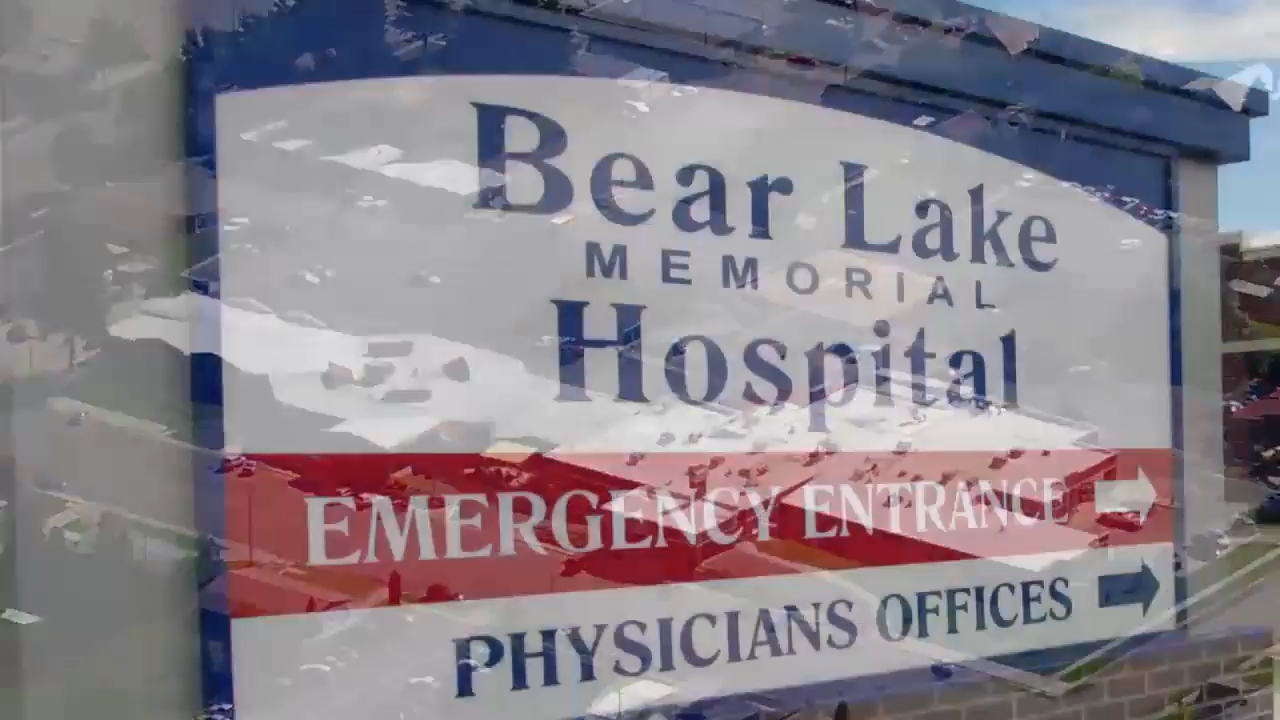 Bear Lake
MEMORIAL
Hospital
EMERGENCY ENTRANCE
PHYSICIANS OFFICES